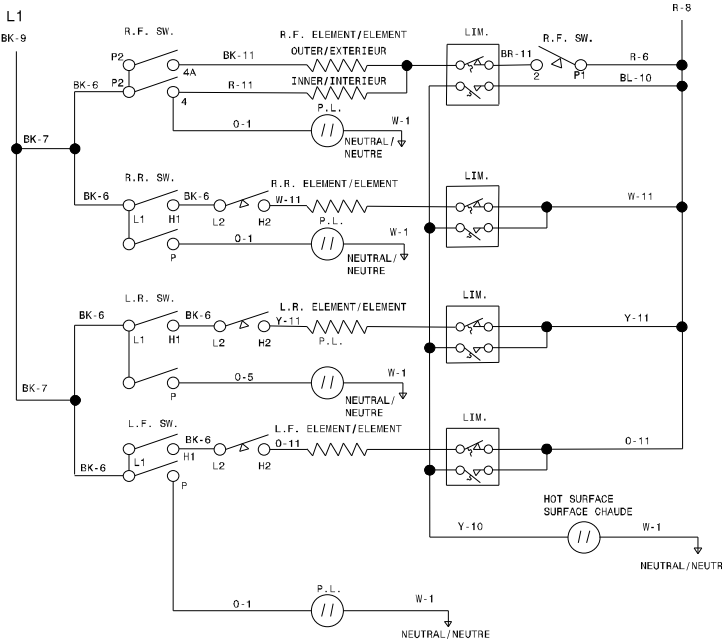 L1
BK-9
R-8
R.F. SW.
R.F. ELEMENT/ELEMENT
OUTER/EXTERIEUR
LIM.
R.F. SW.
P2
4A
BK-11
BR-11
2
P1
R-6
BK-6
P2
4
R-11
INNER/INTERIEUR
BL-10
P.L.
O-1
W-1
NEUTRAL/
NEUTRE
BK-7
R.R. SW.
R.R. ELEMENT/ELEMENT
LIM.
BK-6
L1
H1
BK-6
L2
H2
W-11
W-11
P.L.
P
O-1
W-1
NEUTRAL/
NEUTRE
L.R. SW.
L.R. ELEMENT/ELEMENT
LIM.
BK-6
L1
H1
BK-6
L2
H2
Y-11
Y-11
P.L.
P
O-5
W-1
NEUTRAL/
NEUTRE
BK-7
L.F. SW.
L.F. ELEMENT/ELEMENT
LIM.
BK-6
L1
H1
BK-6
L2
H2
O-11
O-11
P
HOT SURFACE
SURFACE CHAUDE
Y-10
W-1
NEUTRAL/NEUTR
P.L.
O-1
W-1
NEUTRAL/NEUTRE